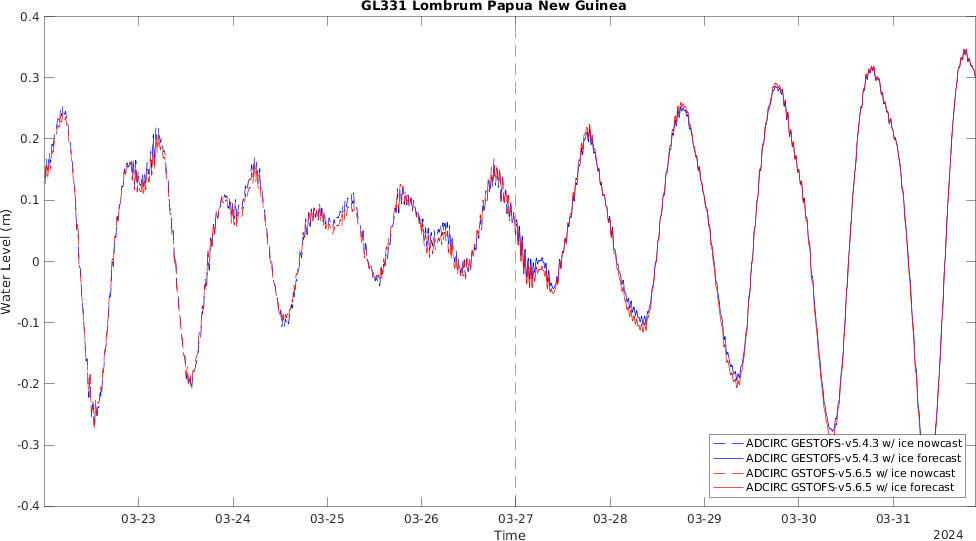 GL331 Lombrum Papua New Guinea
0.4
0.3
0.2
0.1
0
-0.1
-0.2
-0.3
-0.4
Water Level (m)
ADCIRC GESTOFS-v5.4.3 w/ ice nowcast
ADCIRC GESTOFS-v5.4.3 w/ ice forecast
ADCIRC GSTOFS-v5.6.5 w/ ice nowcast
ADCIRC GSTOFS-v5.6.5 w/ ice forecast
03-23 03-24 03-25 03-26 03-27 03-28 03-29 03-30 03-31
Time
2024